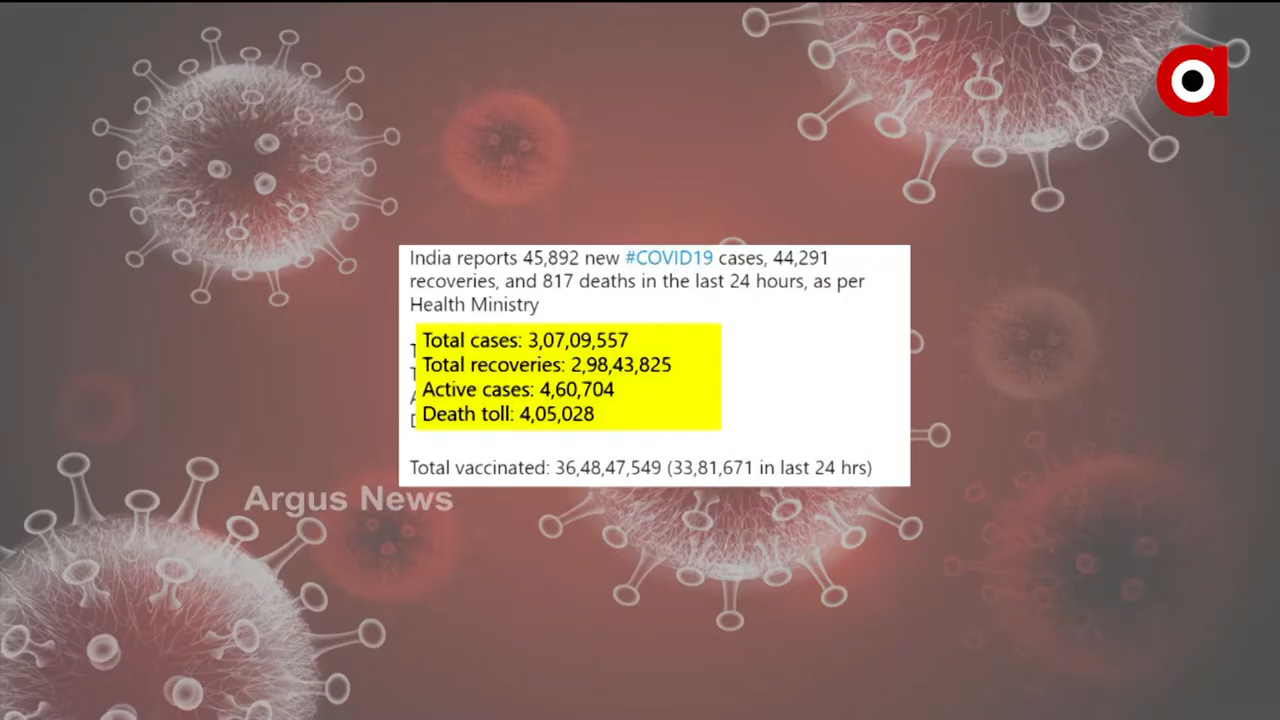 India reports 45,892 new #COVID19 cases, 44,291
recoveries, and 817 deaths in the last 24 hours, as per
Health Ministry
Total cases: 3,07,09,557
Total recoveries: 2,98,43,825
Active cases: 4,60,704
Death toll: 4,05,028
Total vaccinated: 36,48,47,549 (33,81,671 in last 24 hrs)
Argus News